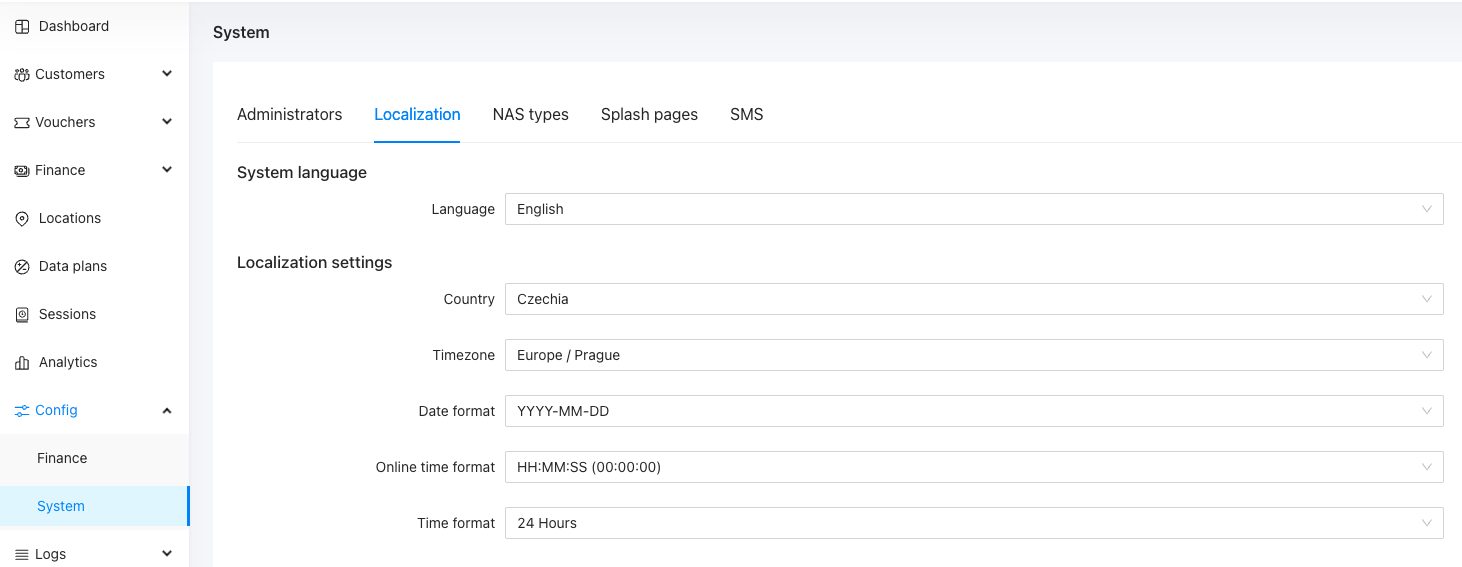 Dashboard
Customers
Vouchers
Finance
Locations
Data plans
Sessions
Analytics
Config
Finance
System
Logs
System
Administrators Localization NAS types Splash pages SMS
System language
Language English
Localization settings
Country Czechia
Timezone Europe / Prague
Date format YYYY-MM-DD
Online time format HH:MM:SS (00:00:00)
Time format 24 Hours